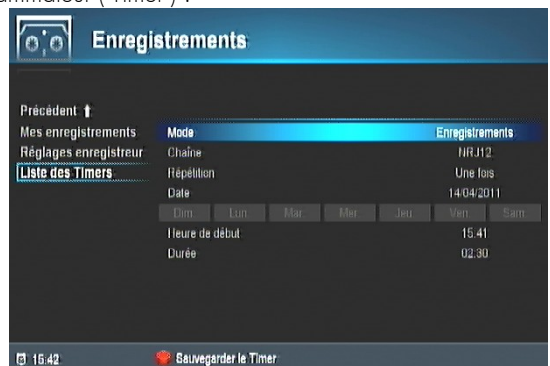 Enregistrements
Précédent
Mes enregistrements
Réglages enregistreur
Liste des Timers
Mode Enregistrements
Chaîne NRJ12
Répétition Une fois
Date 14/04/2011
Dim. Lun. Mar. Mer. Jeu. Ven. Sam.
Heure de début 15:41
Durée 02:30
15:42 Sauvegarder le Timer